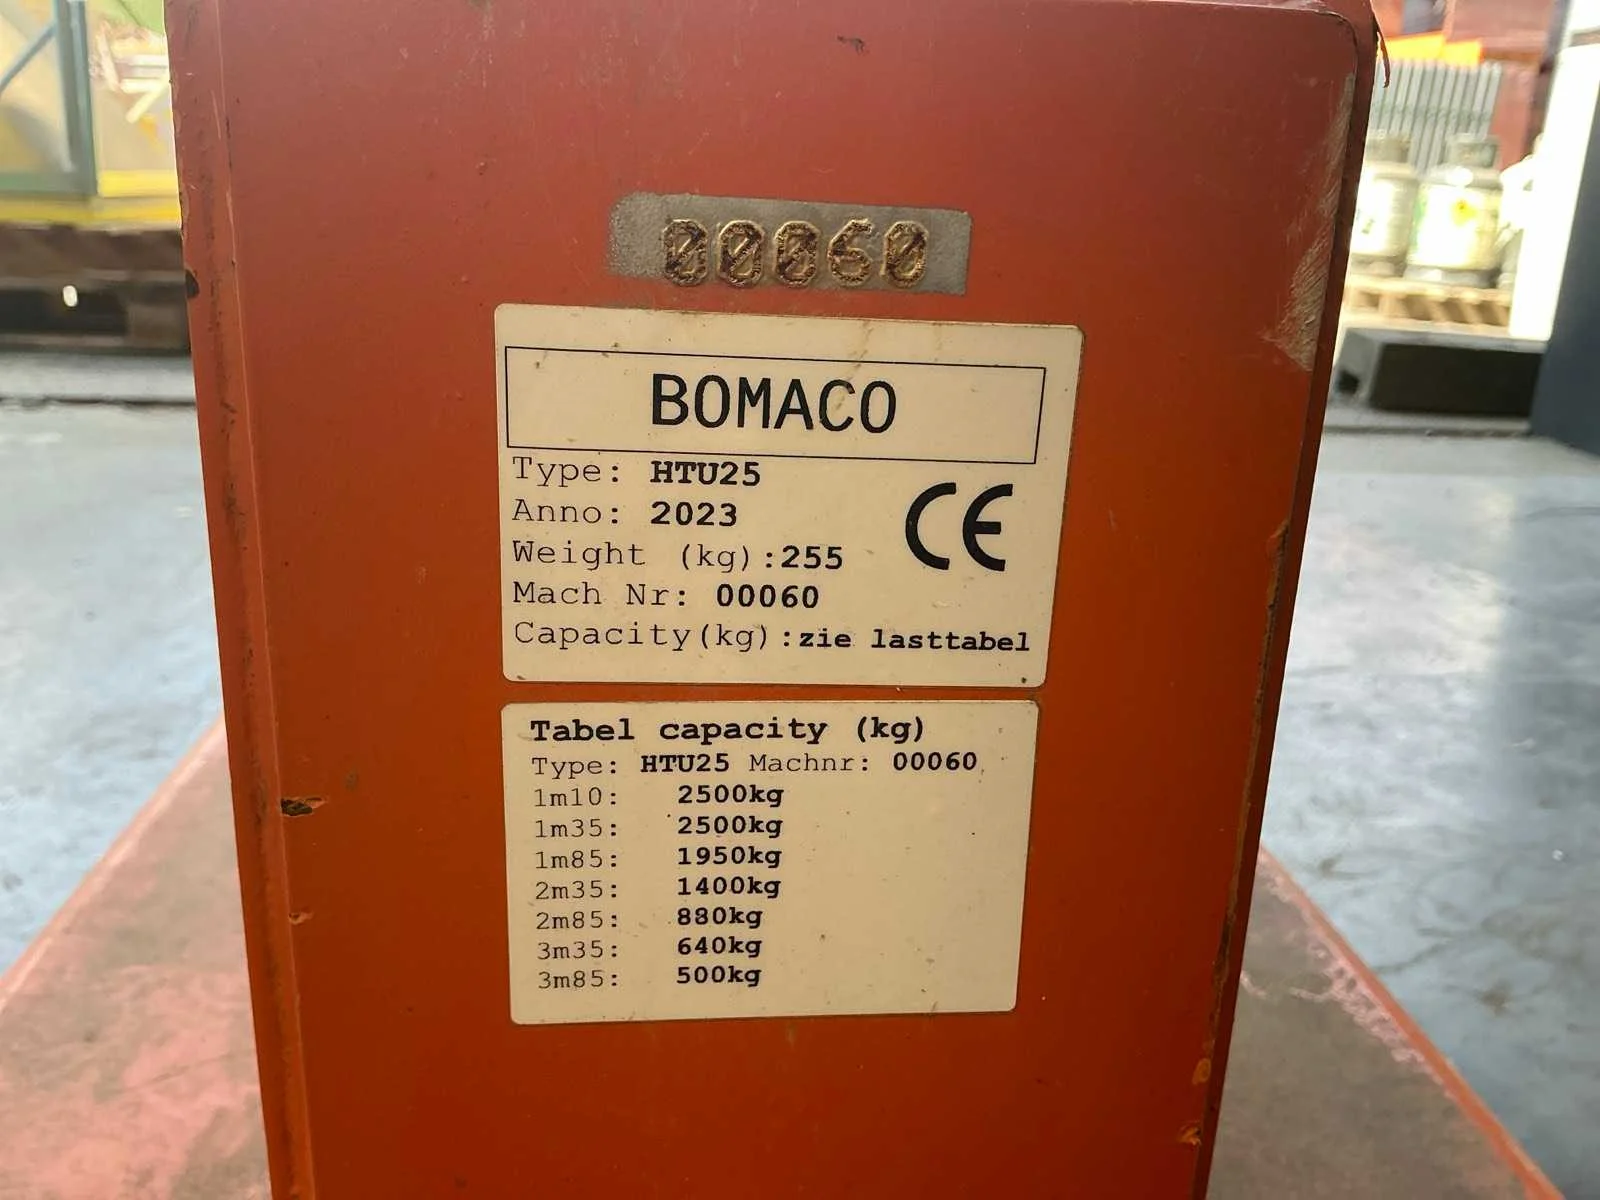 00060
BOMACO
Type: HTU25
Anno: 2023
Weight (kg):255
Mach Nr: 00060
Capacity(kg):zie lasttabel
CE
Tabel capacity (kg)
Type: HTU25 Machnr: 00060
1m10: 2500kg
1m35: 2500kg
1m85: 1950kg
2m35: 1400kg
2m85: 880kg
3m35: 640kg
3m85: 500kg